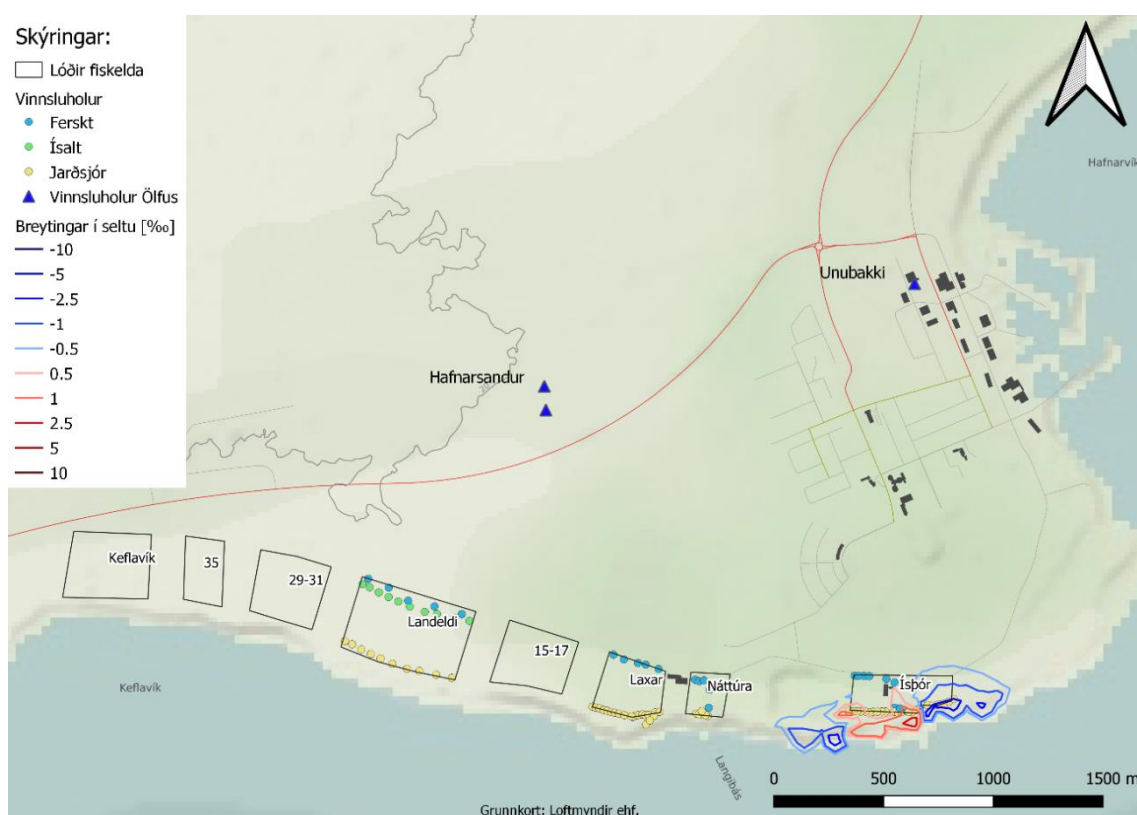 Skýringar:
Lóðir fiskelda
Vinnsluholur
Ferskt
Ísalt
Jarðsjór
Vinnsluholur Ölfus
Breytingar í seltu [‰]
-10
-5
-2.5
-1
-0.5
0.5
1
2.5
5
10
Hafnarvík
Unubakki
Hafnarsandur
Keflavík
35
29-31
Landeldi
15-17
Laxar
Náttúra
Ísþór
Keflavík
Langibás
0 500 1000 1500 m
Grunnkort: Loftmyndir ehf.